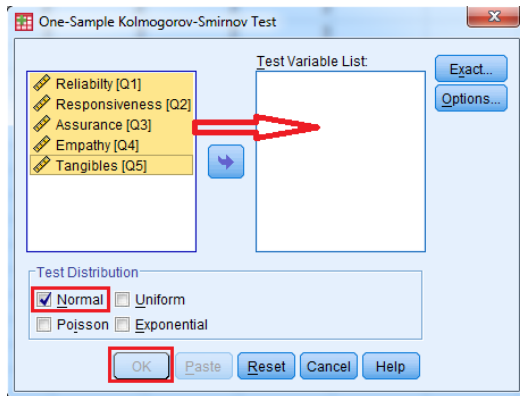 One-Sample Kolmogorov-Smirnov Test
Test Variable List:
Reliabilty [Q1]
Responsiveness [Q2]
Assurance [Q3]
Empathy [Q4]
Tangibles [Q5]
Exact...
Options...
Test Distribution
Normal Uniform
Poisson Exponential
OK Paste Reset Cancel Help